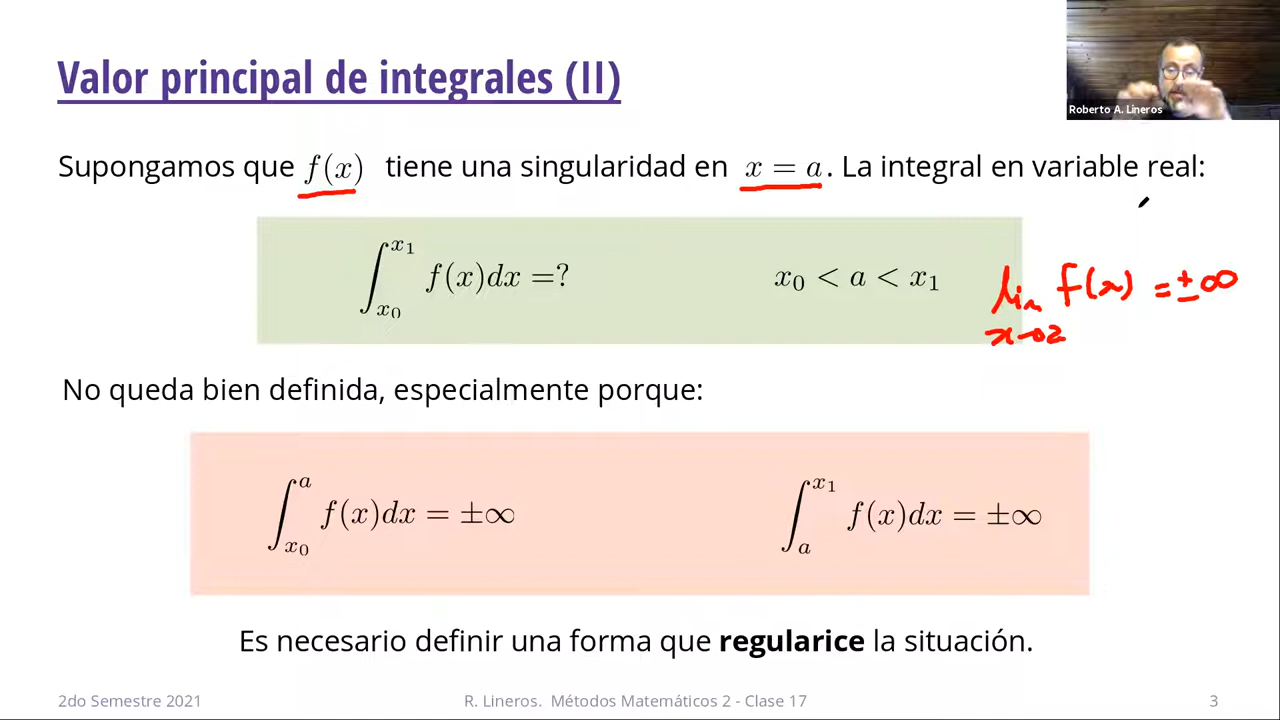 Valor principal de integrales (II)
Roberto A. Lineros
Supongamos que f(x) tiene una singularidad en x = a. La integral en variable real:
∫_{x_0}^{x_1} f(x)dx =? x_0 < a < x_1
lim_{x→a} f(x) = ±∞
No queda bien definida, especialmente porque:
∫_{x_0}^{a} f(x)dx = ±∞ ∫_{a}^{x_1} f(x)dx = ±∞
Es necesario definir una forma que regularice la situación.
2do Semestre 2021 R. Lineros. Métodos Matemáticos 2 - Clase 17 3